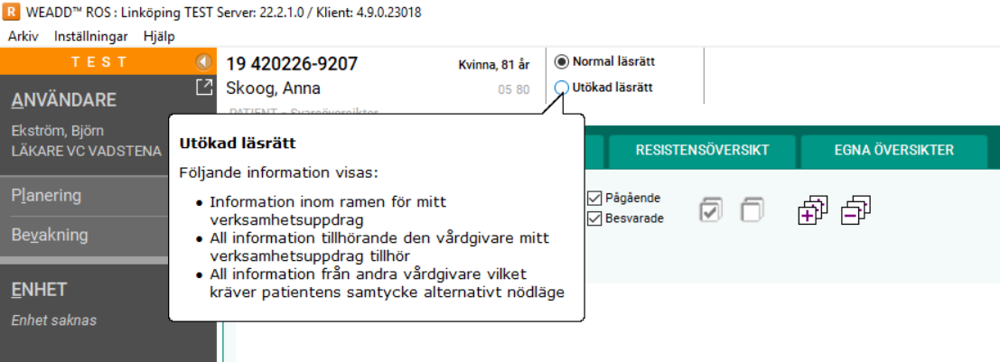 R WEADD™ ROS : Linköping TEST Server: 22.2.1.0 / Klient: 4.9.0.23018
Arkiv Inställningar Hjälp
TEST
19 420226-9207 Kvinna, 81 år
Skoog, Anna 05 80
PATIENT - Svarsöversikter
Normal läsrätt
Utökad läsrätt
ANVÄNDARE
Ekström, Björn
LÄKARE VC VADSTENA
Planering
Bevakning
ENHET
Enhet saknas
Utökad läsrätt
Följande information visas:
• Information inom ramen för mitt
verksamhetsuppdrag
• All information tillhörande den vårdgivare mitt
verksamhetsuppdrag tillhör
• All information från andra vårdgivare vilket
kräver patientens samtycke alternativt nödläge
RESISTENSÖVERSIKT EGNA ÖVERSIKTER
Pågående
Besvarade